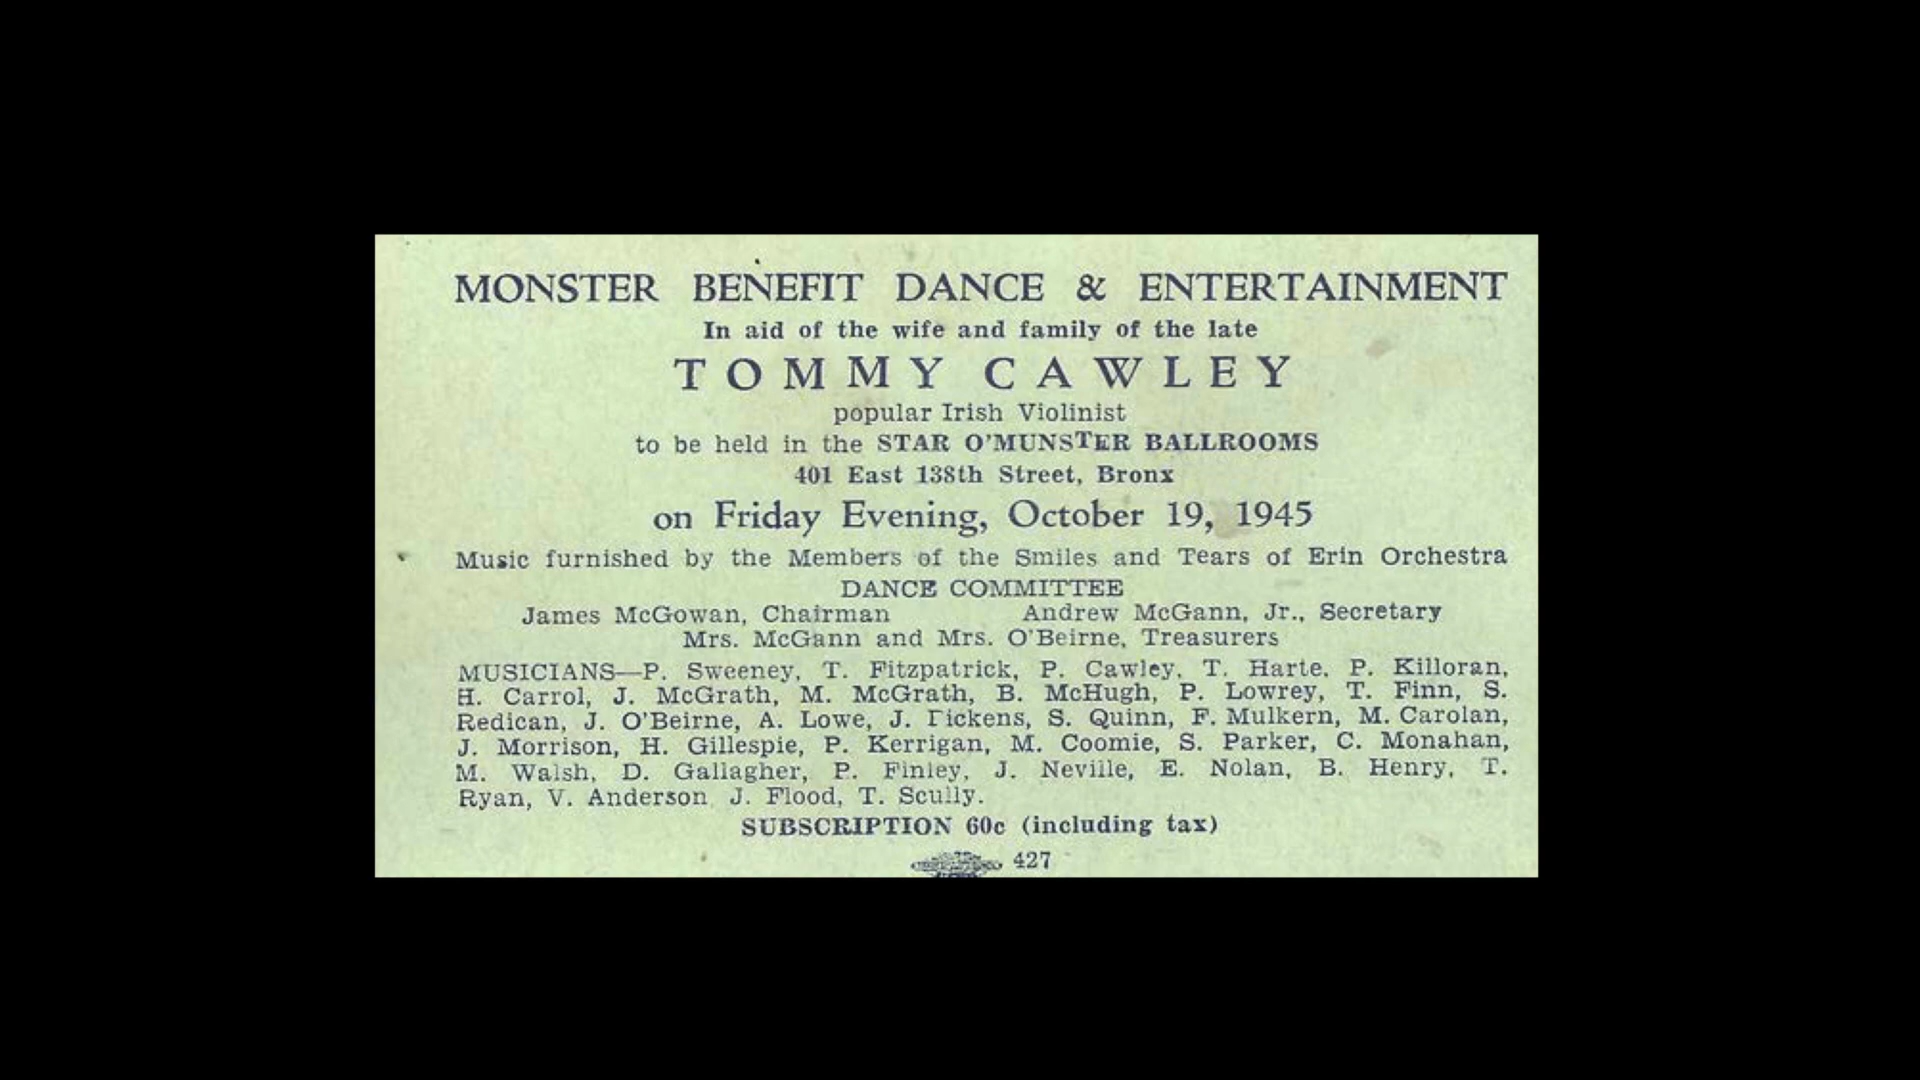 MONSTER BENEFIT DANCE & ENTERTAINMENT
In aid of the wife and family of the late
TOMMY CAWLEY
popular Irish Violinist
to be held in the STAR O'MUNSTER BALLROOMS
401 East 138th Street, Bronx
on Friday Evening, October 19, 1945
Music furnished by the Members of the Smiles and Tears of Erin Orchestra
DANCE COMMITTEE
James McGowan, Chairman Andrew McGann, Jr., Secretary
Mrs. McGann and Mrs. O'Beirne, Treasurers
MUSICIANS—P. Sweeney, T. Fitzpatrick, P. Cawley, T. Harte, P. Killoran,
H. Carrol, J. McGrath, M. McGrath, B. McHugh, P. Lowrey, T. Finn, S.
Redican, J. O'Beirne, A. Lowe, J. Dickens, S. Quinn, F. Mulkern, M. Carolan,
J. Morrison, H. Gillespie, P. Kerrigan, M. Coomie, S. Parker, C. Monahan,
M. Walsh, D. Gallagher, P. Finley, J. Neville, E. Nolan, B. Henry, T.
Ryan, V. Anderson J. Flood, T. Scully.
SUBSCRIPTION 60c (including tax)
427